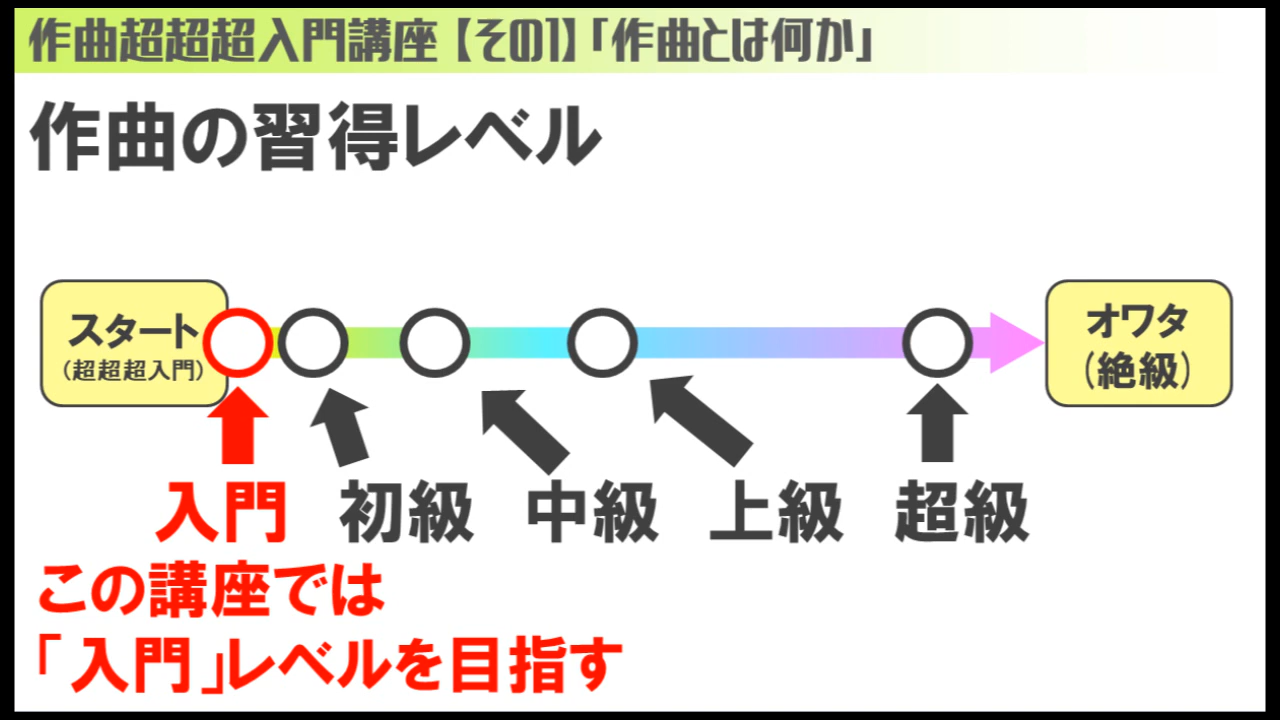 作曲超超超入門講座【その1】「作曲とは何か」
作曲の習得レベル
スタート
(超超超入門)
オワタ
(絶級)
入門
初級
中級
上級
超級
この講座では
「入門」レベルを目指す